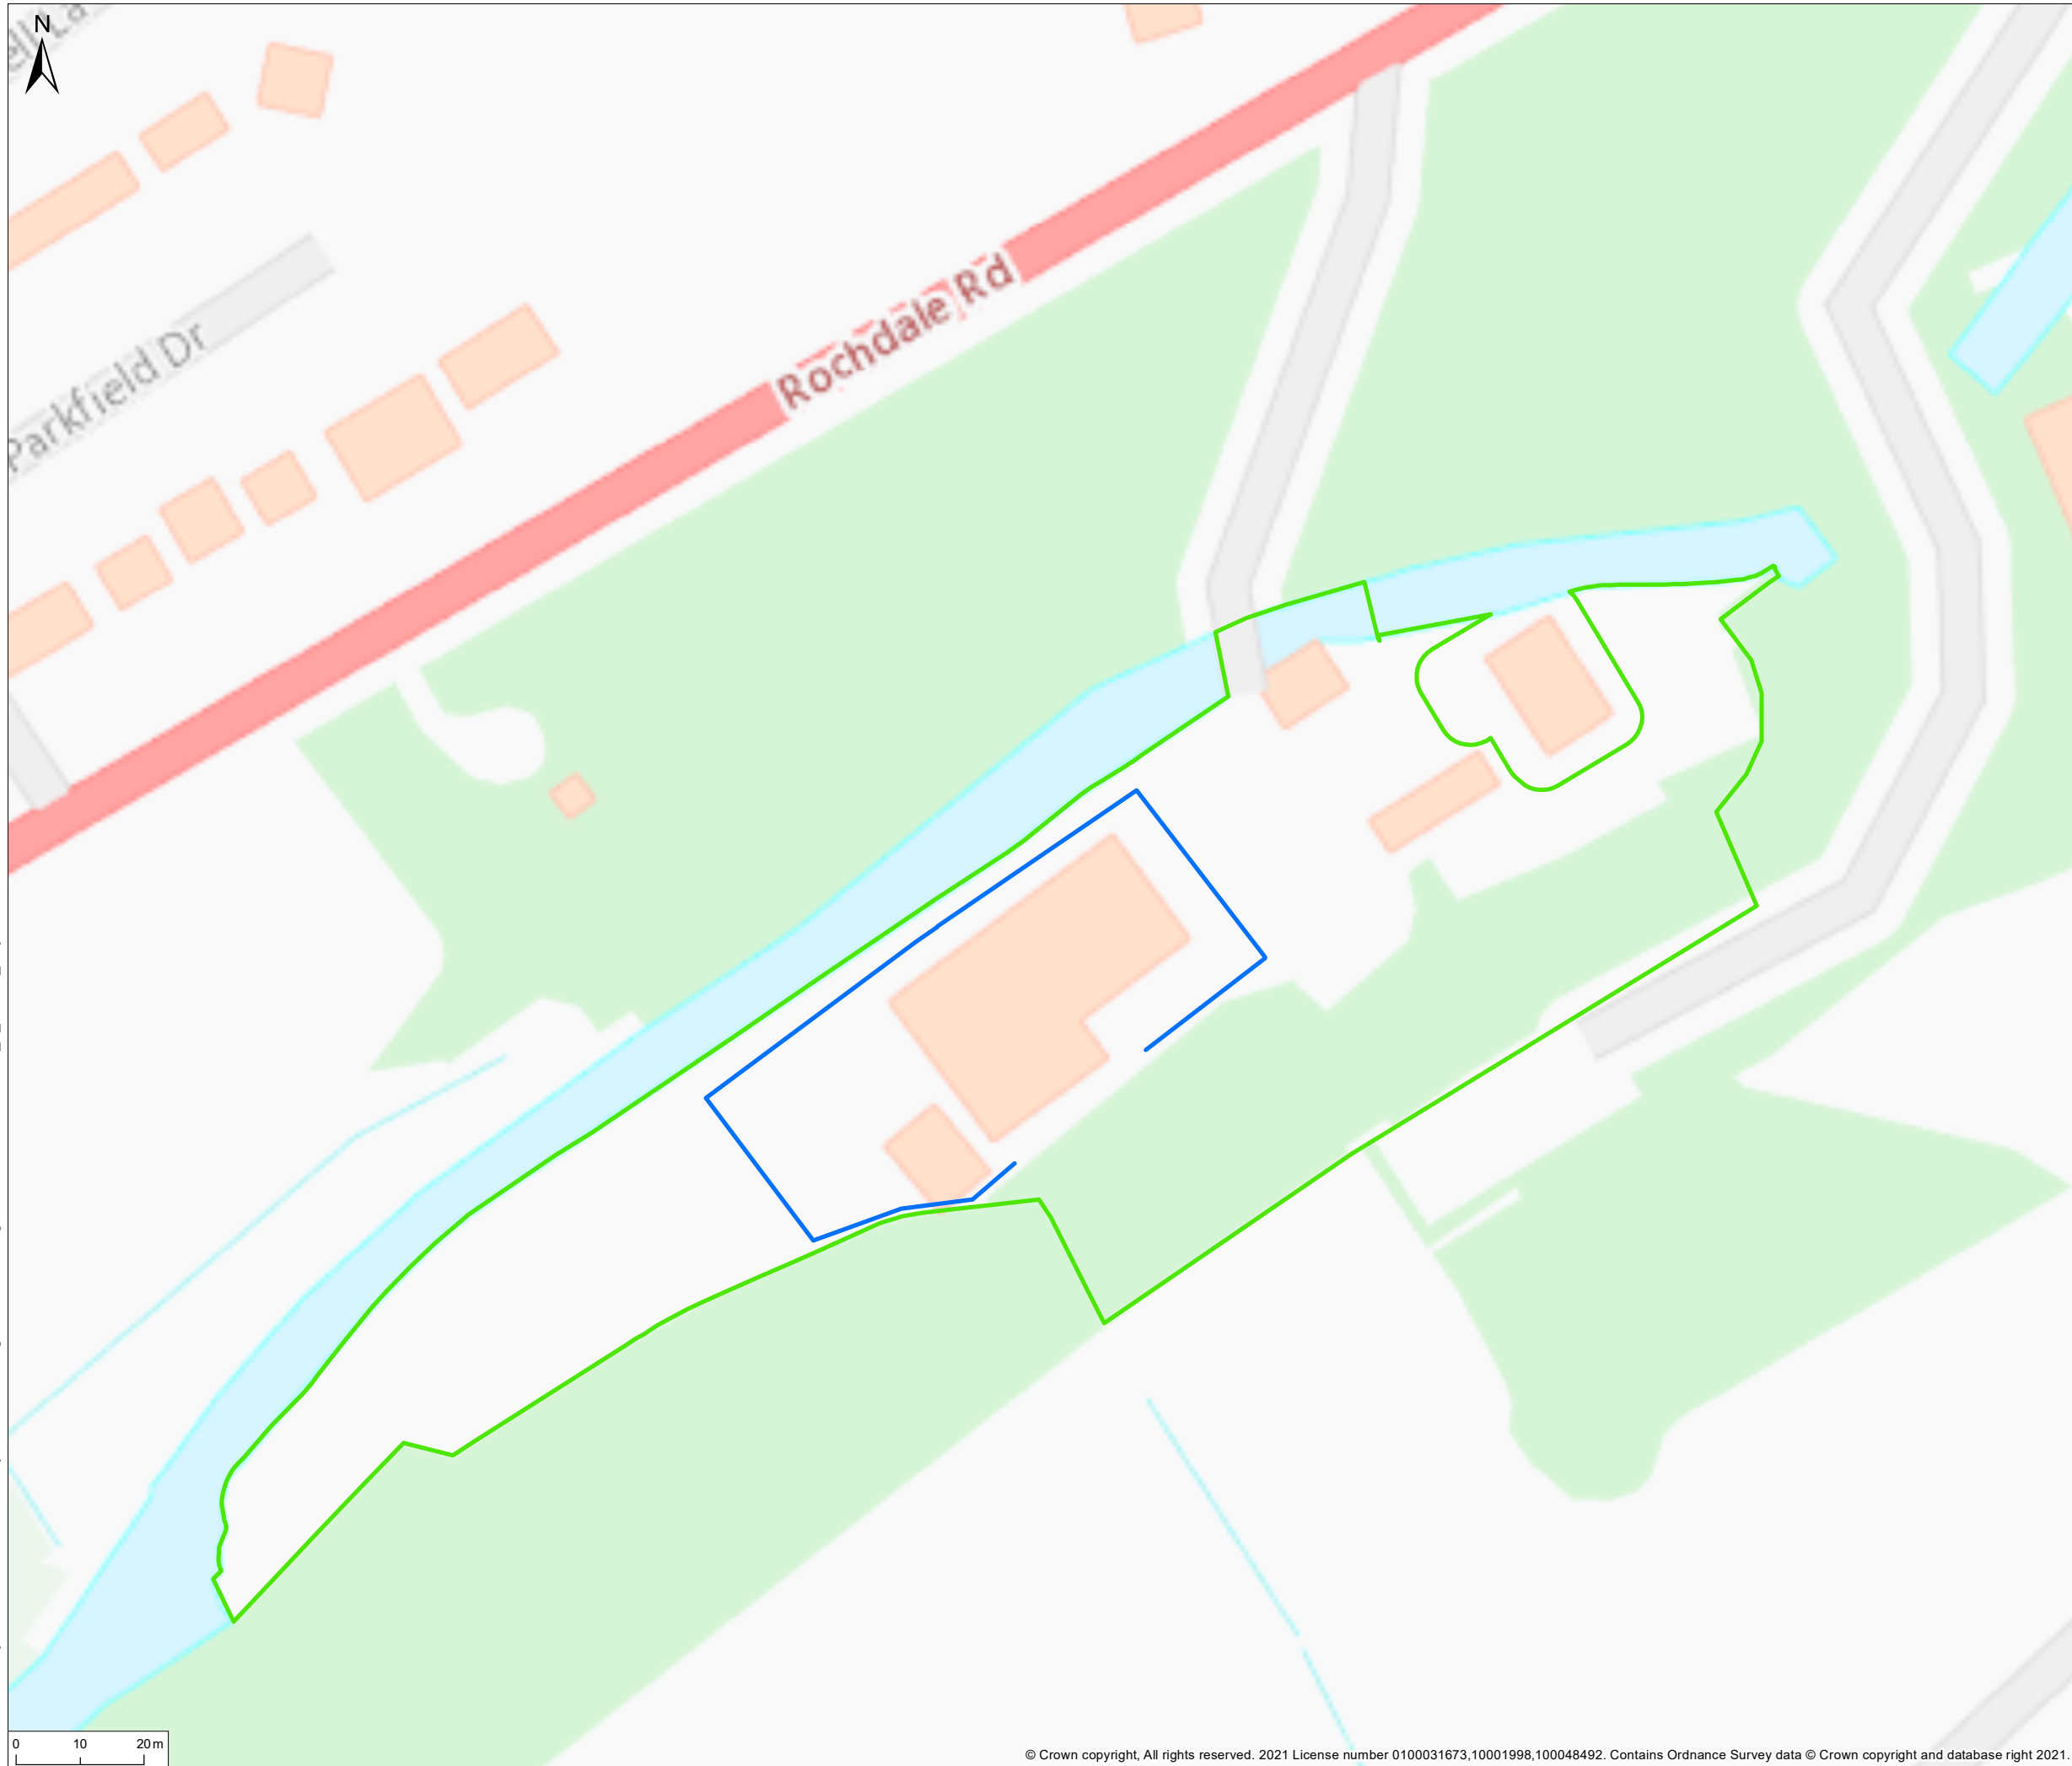 N
Rochdale Rd
Parkfield Dr
0 10 20 m
© Crown copyright, All rights reserved. 2021 License number 0100031673,10001998,100048492. Contains Ordnance Survey data © Crown copyright and database right 2021.